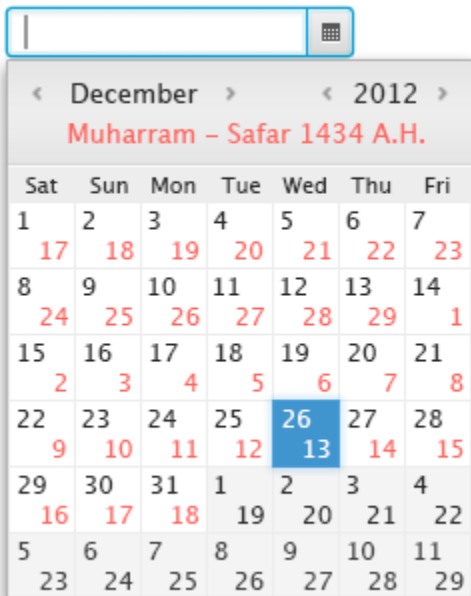 ‹ December › ‹ 2012 ›
Muharram – Safar 1434 A.H.
Sat Sun Mon Tue Wed Thu Fri
1 2 3 4 5 6 7
17 18 19 20 21 22 23
8 9 10 11 12 13 14
24 25 26 27 28 29 1
15 16 17 18 19 20 21
2 3 4 5 6 7 8
22 23 24 25 26 27 28
9 10 11 12 13 14 15
29 30 31 1 2 3 4
16 17 18 19 20 21 22
5 6 7 8 9 10 11
23 24 25 26 27 28 29